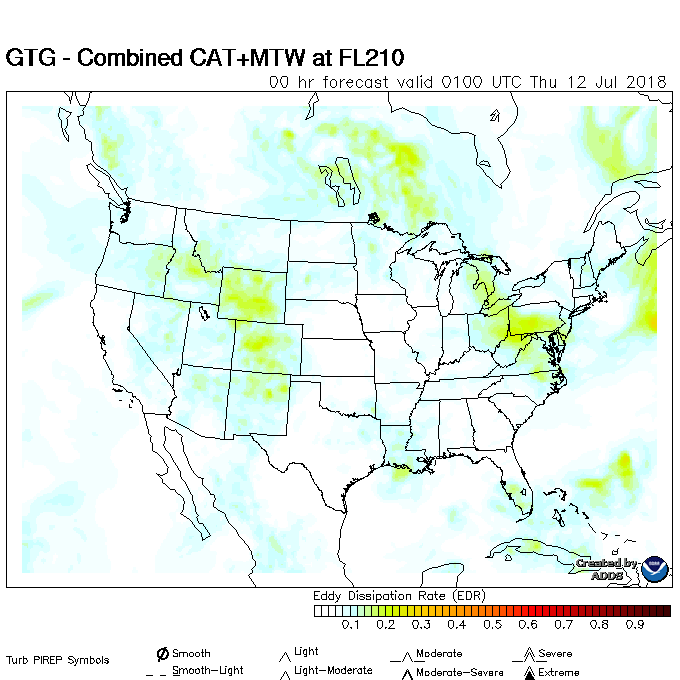 GTG - Combined CAT+MTW at FL210
00 hr forecast valid 0100 UTC Thu 12 Jul 2018
Created by
ADDS
Eddy Dissipation Rate (EDR)
0.1 0.2 0.3 0.4 0.5 0.6 0.7 0.8 0.9
Turb PIREP Symbols
Smooth Light Moderate Severe
Smooth-Light Light-Moderate Moderate-Severe Extreme